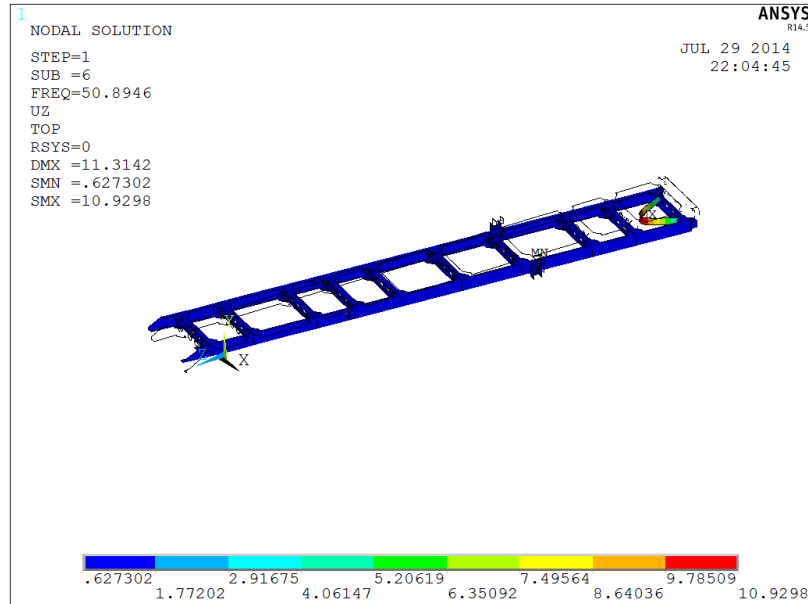 1
ANSYS
R14.5
NODAL SOLUTION
JUL 29 2014
22:04:45
STEP=1
SUB =6
FREQ=50.8946
UZ
TOP
RSYS=0
DMX =11.3142
SMN =.627302
SMX =10.9298
MX
MN
Y
Z
X
.627302
1.77202
2.91675
4.06147
5.20619
6.35092
7.49564
8.64036
9.78509
10.9298